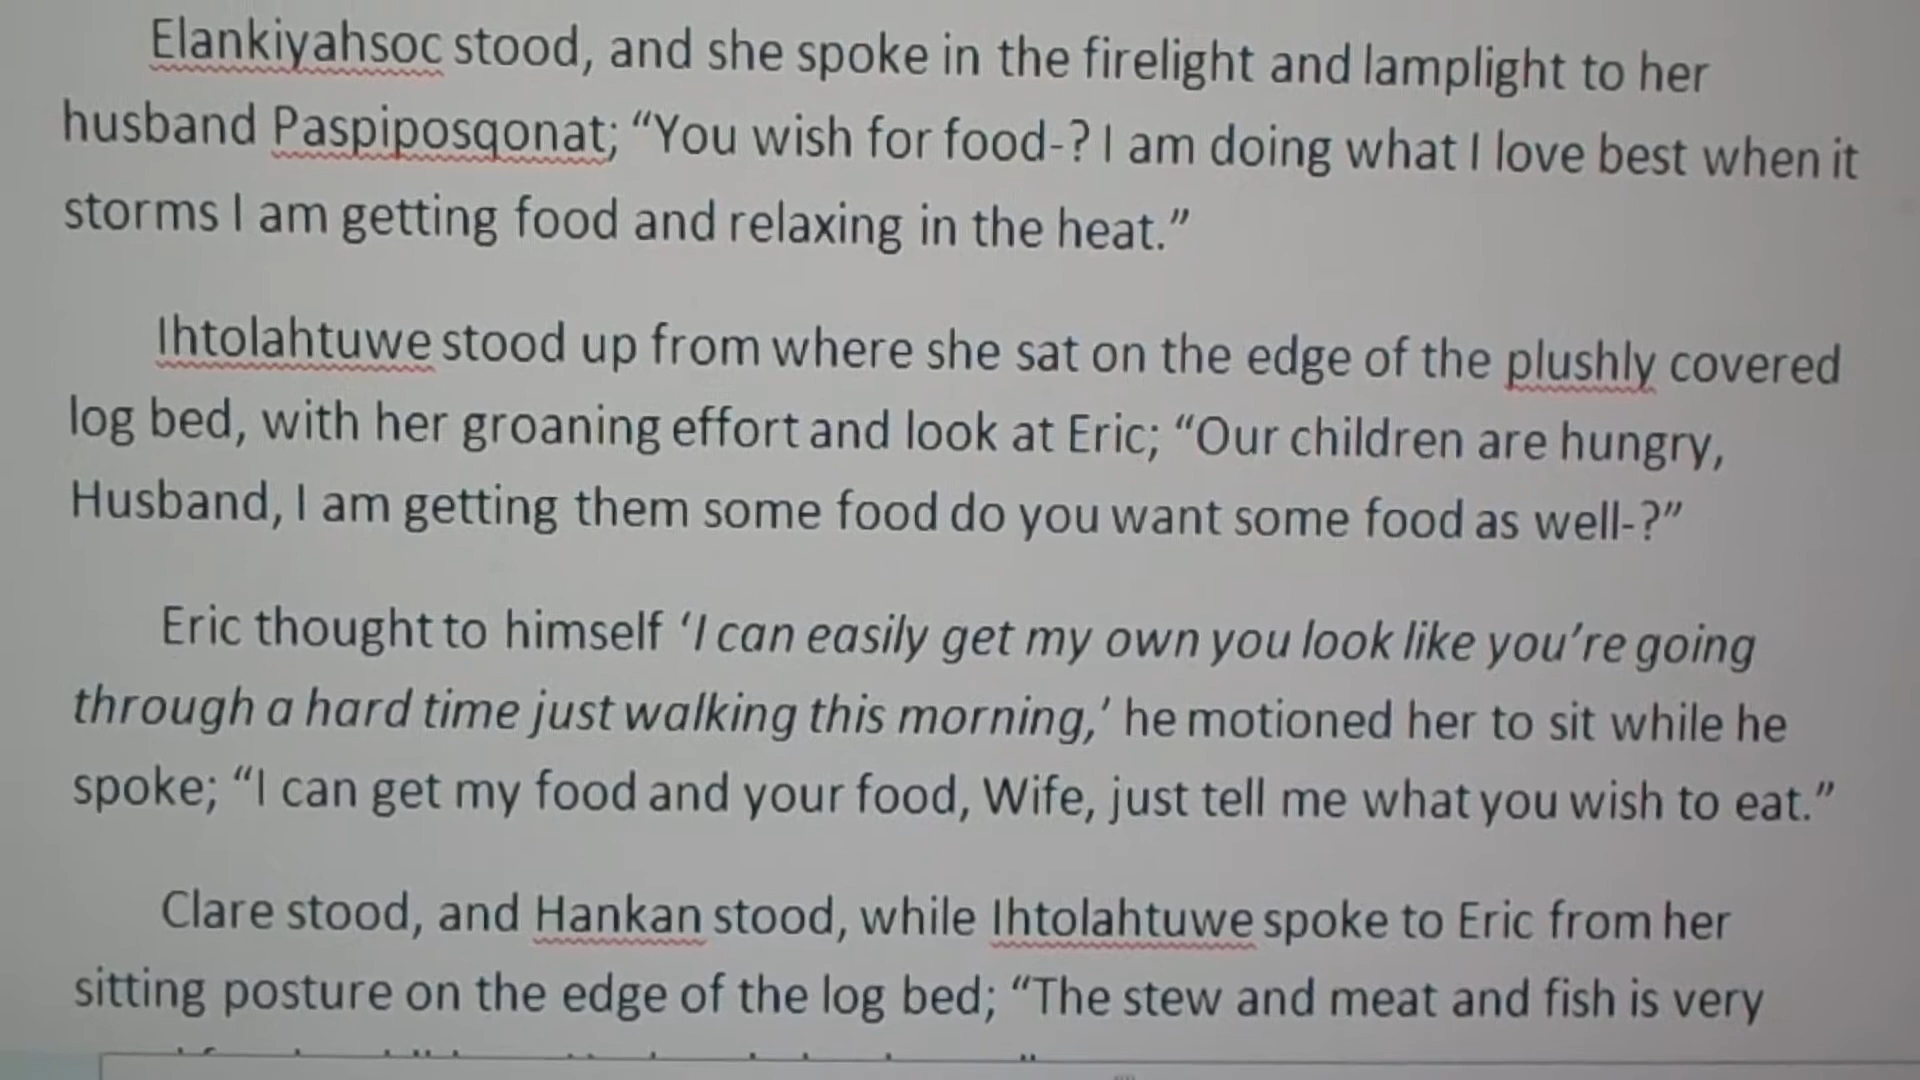 Elankiyahsoc stood, and she spoke in the firelight and lamplight to her
husband Paspiposqonat; “You wish for food-? I am doing what I love best when it
storms I am getting food and relaxing in the heat.”
Ihtolahtuwe stood up from where she sat on the edge of the plushly covered
log bed, with her groaning effort and look at Eric; “Our children are hungry,
Husband, I am getting them some food do you want some food as well-?”
Eric thought to himself ‘I can easily get my own you look like you’re going
through a hard time just walking this morning,’ he motioned her to sit while he
spoke; “I can get my food and your food, Wife, just tell me what you wish to eat.”
Clare stood, and Hankan stood, while Ihtolahtuwe spoke to Eric from her
sitting posture on the edge of the log bed; “The stew and meat and fish is very